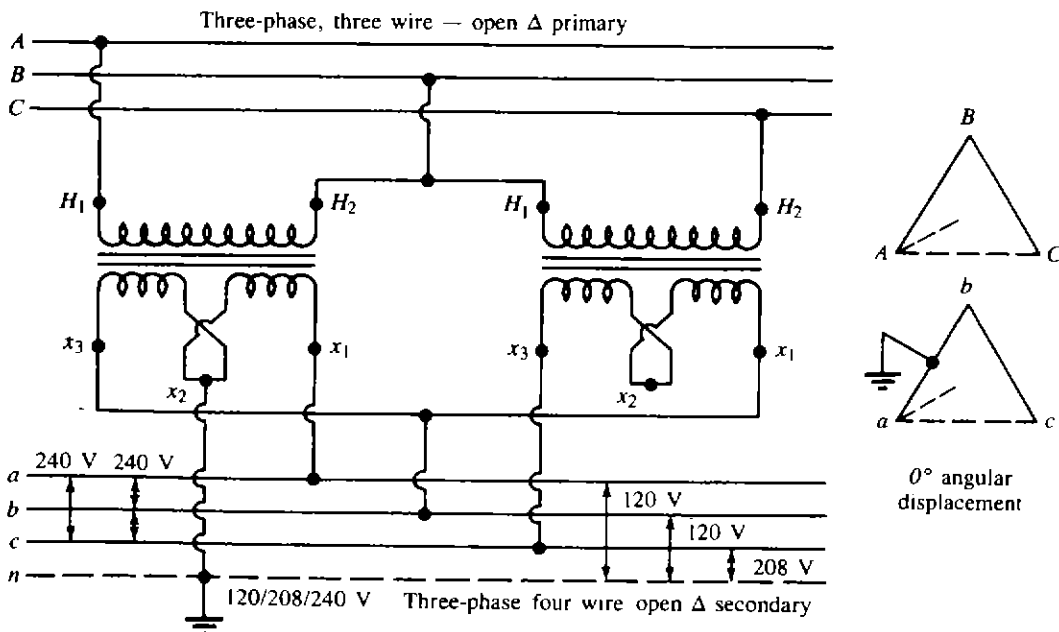 Three-phase, three wire — open Δ primary
A
B
C
H₁
H₂
H₁
H₂
x₃
x₁
x₂
x₃
x₁
x₂
B
A
C
b
a
c
0° angular
displacement
240 V
240 V
a
b
c
n
120 V
120 V
208 V
120/208/240 V
Three-phase four wire open Δ secondary